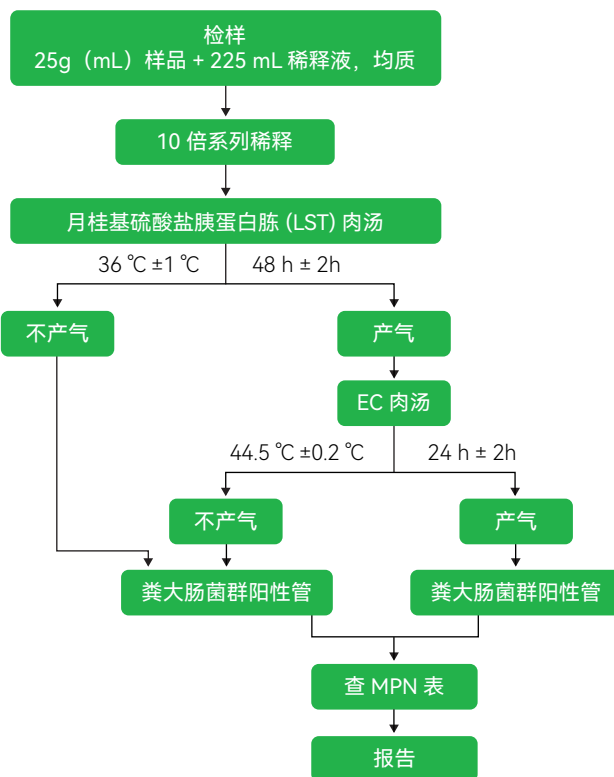 检样
25g（mL）样品 + 225 mL 稀释液，均质
10 倍系列稀释
月桂基硫酸盐胰蛋白胨 (LST) 肉汤
36 ℃ ±1 ℃
48 h ± 2h
不产气
产气
EC 肉汤
44.5 ℃ ±0.2 ℃
24 h ± 2h
不产气
产气
粪大肠菌群阳性管
粪大肠菌群阳性管
查 MPN 表
报告